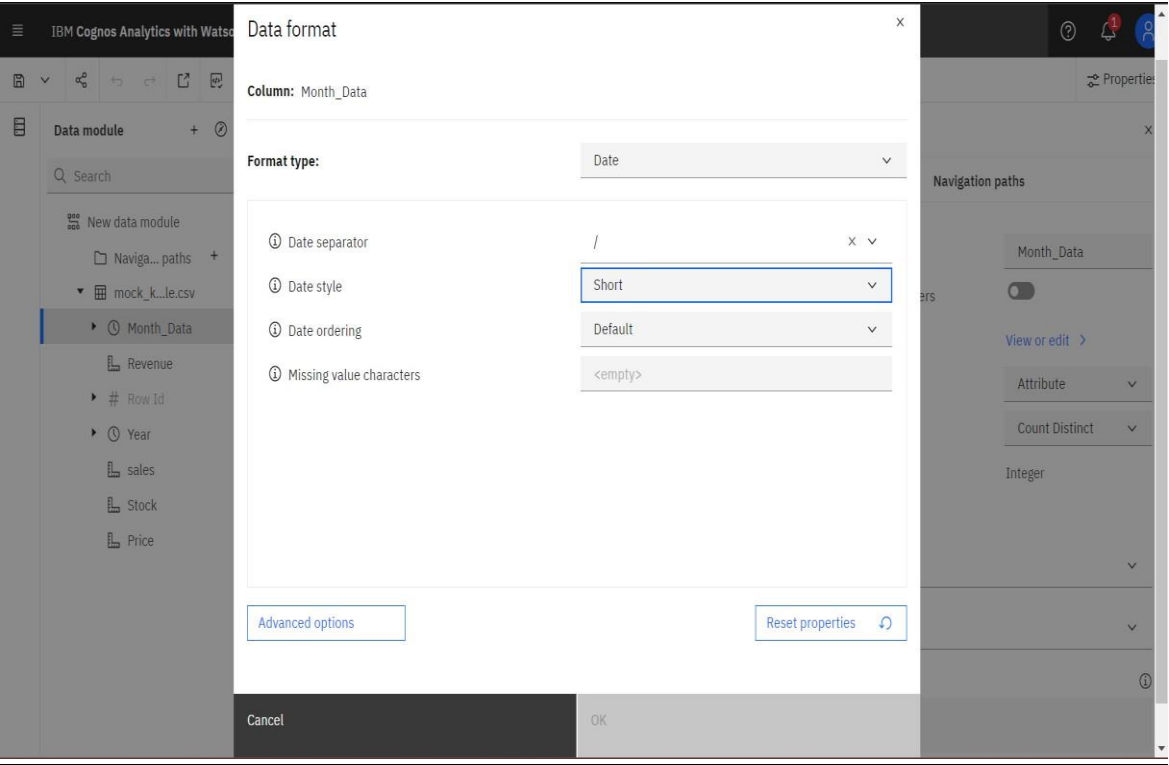 IBM Cognos Analytics with Watso
Data format
x
1
Properties
Column: Month_Data
Data module
+
x
Format type:
Date
Search
Navigation paths
New data module
Date separator
/
x
Month_Data
Naviga... paths
+
Date style
Short
mock_k...le.csv
ers
Month_Data
Date ordering
Default
View or edit >
Revenue
Missing value characters
<empty>
Attribute
# Row Id
Count Distinct
Year
sales
Integer
Stock
Price
Advanced options
Reset properties
Cancel
OK